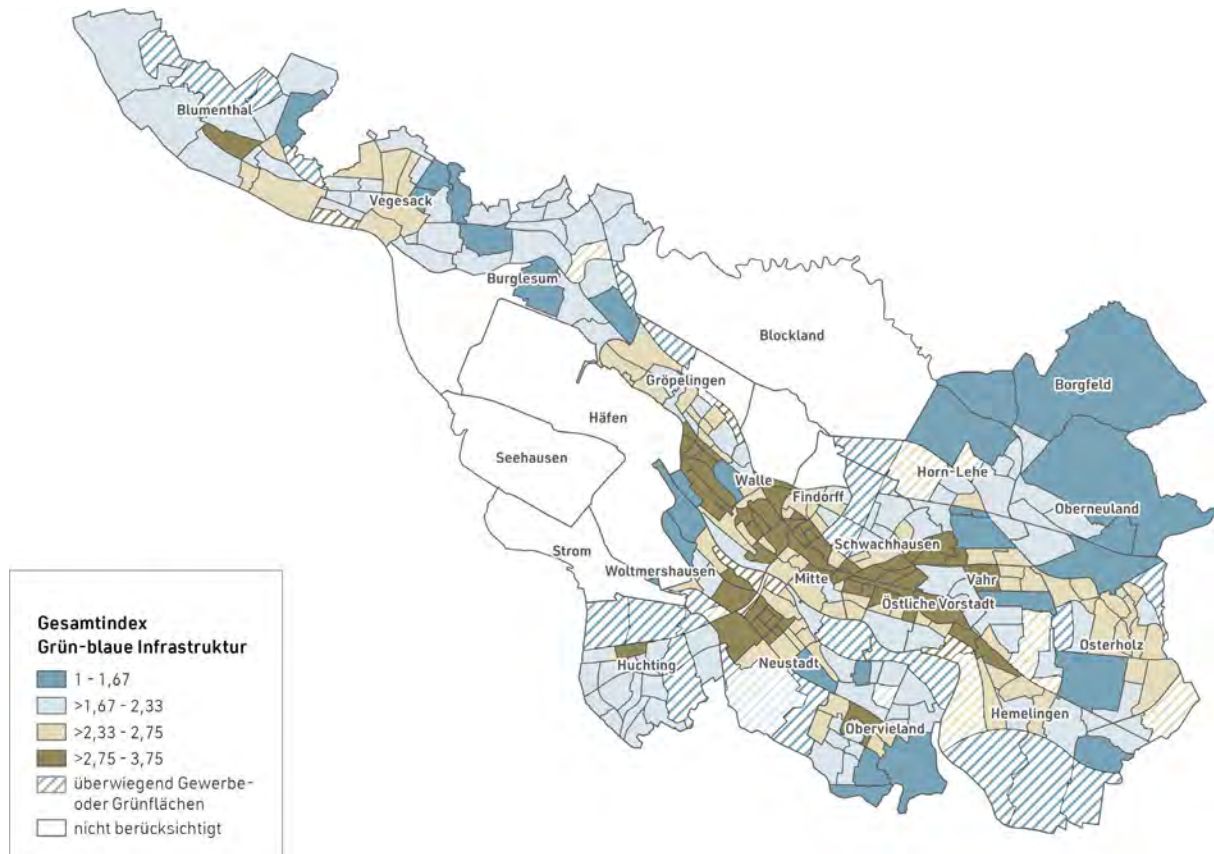 Blumenthal
Vegesack
Burglesum
Blockland
Borgfeld
Gröpelingen
Häfen
Seehausen
Horn-Lehe
Walle
Findorff
Oberneuland
Schwachhausen
Strom
Woltmershausen
Mitte
Vahr
Östliche Vorstadt
Osterholz
Huchting
Neustadt
Hemelingen
Obervieland
Gesamtindex
Grün-blaue Infrastruktur
1 - 1,67
>1,67 - 2,33
>2,33 - 2,75
>2,75 - 3,75
überwiegend Gewerbe-
oder Grünflächen
nicht berücksichtigt